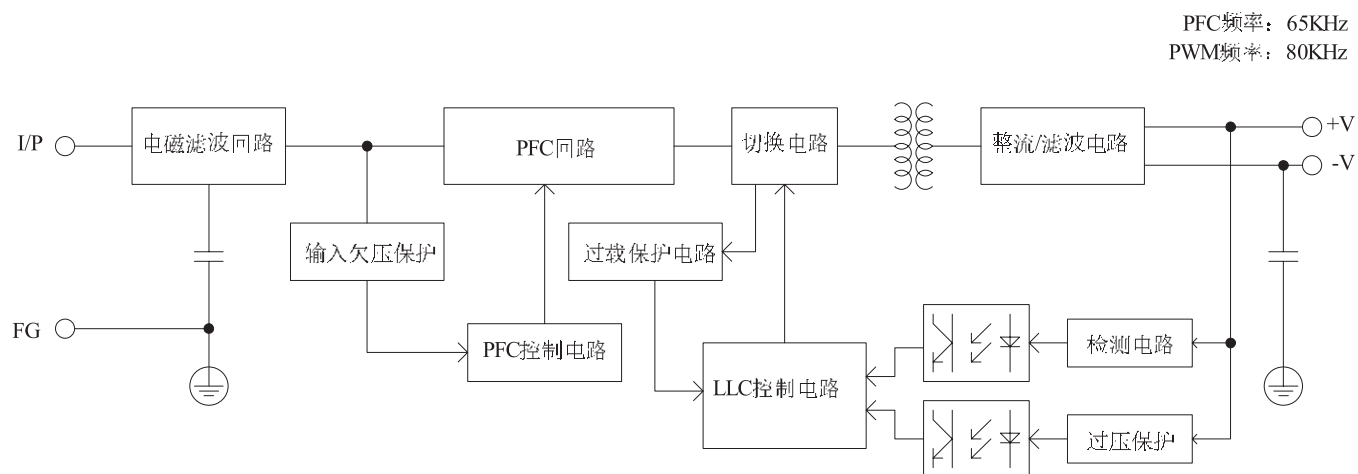 PFC频率：65KHz
PWM频率：80KHz
I/P
电磁滤波回路
PFC回路
切换电路
整流/滤波电路
+V
-V
输入欠压保护
过载保护电路
FG
PFC控制电路
LLC控制电路
检测电路
过压保护